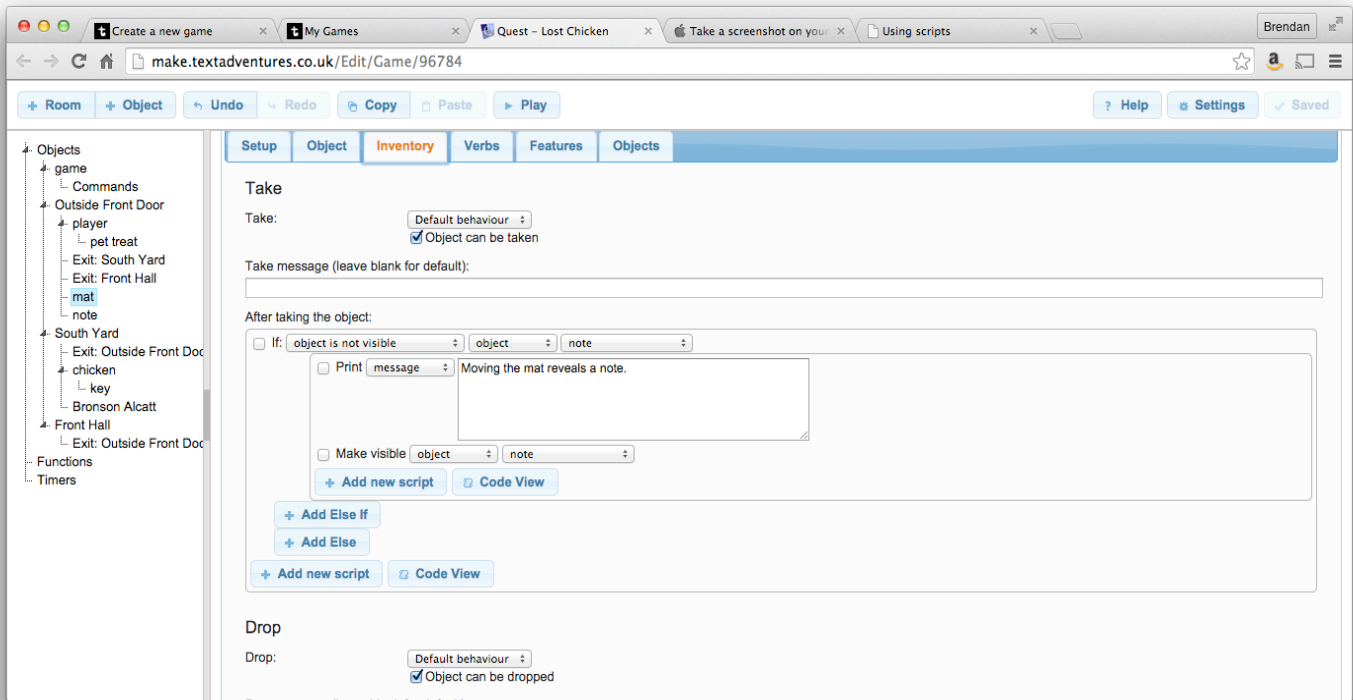 Create a new game
My Games
Quest – Lost Chicken
Take a screenshot on your
Using scripts
Brendan
make.textadventures.co.uk/Edit/Game/96784
Room Object Undo Redo Copy Paste Play Help Settings Saved
Objects
game
Commands
Outside Front Door
player
pet treat
Exit: South Yard
Exit: Front Hall
mat
note
South Yard
Exit: Outside Front Doo
chicken
key
Bronson Alcatt
Front Hall
Exit: Outside Front Doo
Functions
Timers
Setup Object Inventory Verbs Features Objects
Take
Take: Default behaviour
Object can be taken
Take message (leave blank for default):
After taking the object:
If: object is not visible object note
Print message Moving the mat reveals a note.
Make visible object note
Add new script Code View
Add Else If
Add Else
Add new script Code View
Drop
Drop: Default behaviour
Object can be dropped